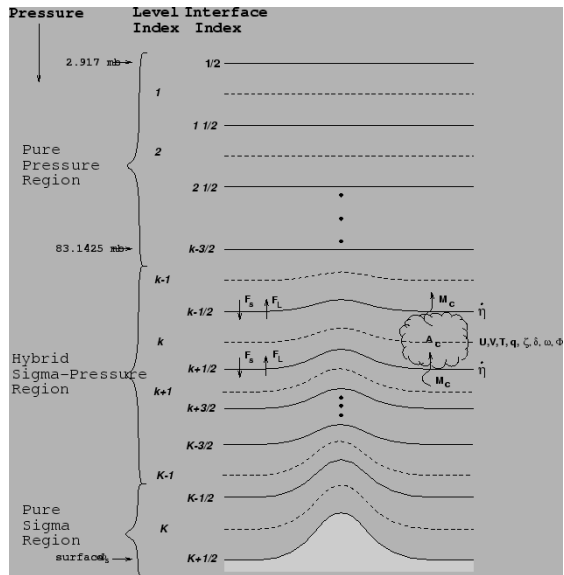 Pressure Level Interface
Index Index
2.917 mb 1/2
1
1 1/2
Pure
Pressure
Region
2
2 1/2
83.1425 mb k-3/2
k-1
k-1/2 Fs FL Mc η̇
k Ac U,V,T,q, ζ, δ, ω, Φ
Hybrid
Sigma-Pressure
Region
k+1/2 Fs FL Mc η̇
k+1
k+3/2
K-3/2
K-1
K-1/2
Pure
Sigma
Region
K
surface K+1/2